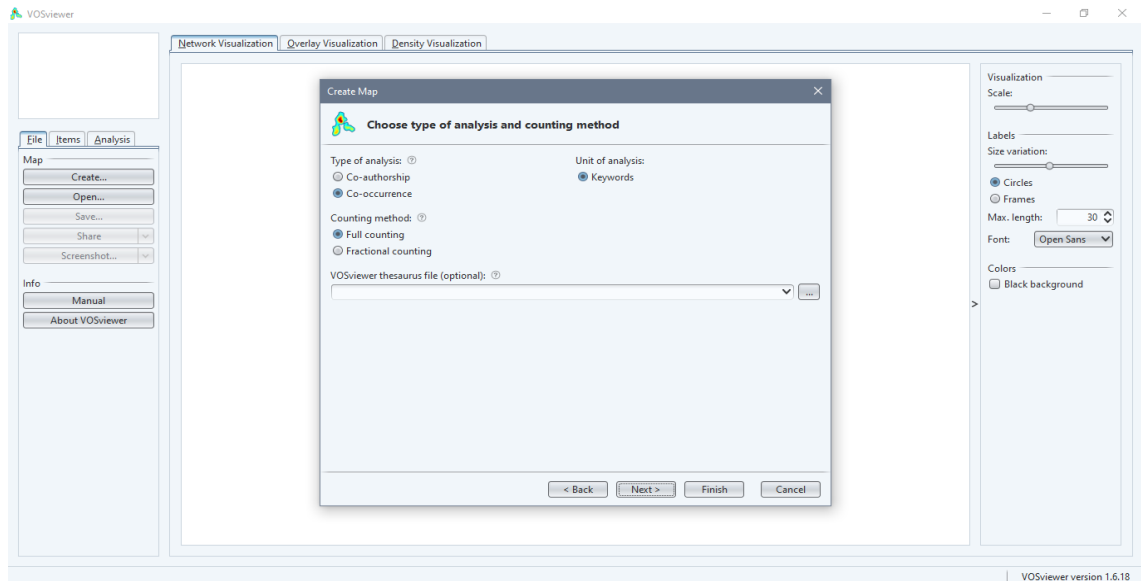 VOSviewer
Network Visualization Overlay Visualization Density Visualization
File Items Analysis
Map
Create...
Open...
Save...
Share
Screenshot...
Info
Manual
About VOSviewer
Create Map
Choose type of analysis and counting method
Type of analysis: ?
Unit of analysis:
Co-authorship
Keywords
Co-occurrence
Counting method: ?
Full counting
Fractional counting
VOSviewer thesaurus file (optional): ?
...
< Back Next > Finish Cancel
>
Visualization
Scale:
Labels
Size variation:
Circles
Frames
Max. length: 30
Font: Open Sans
Colors
Black background
VOSviewer version 1.6.18